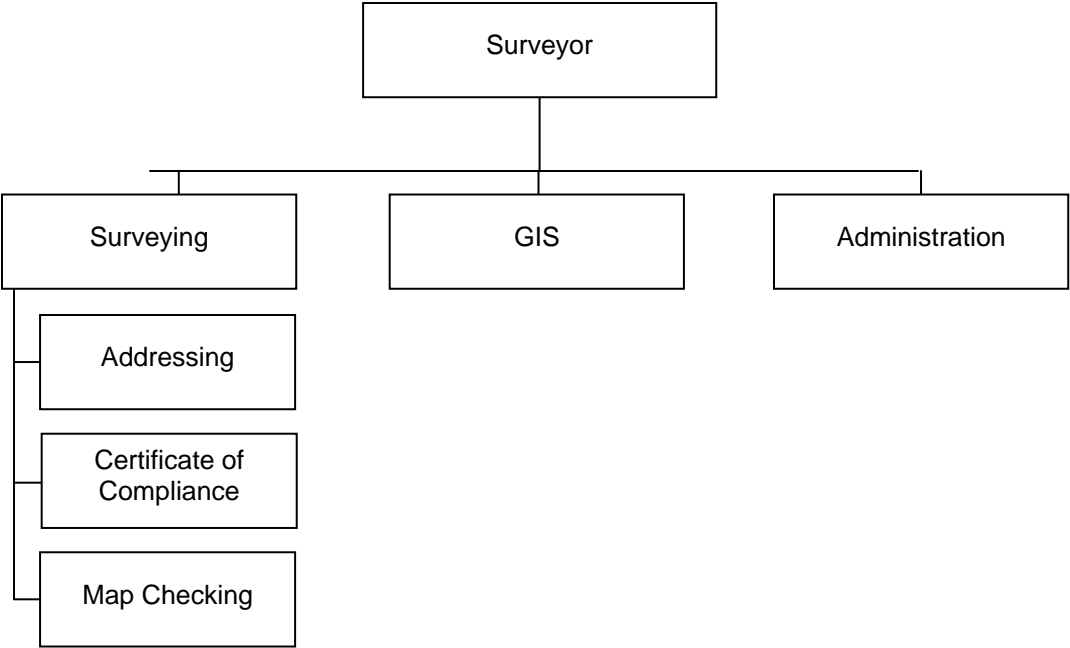 Surveyor
Surveying
GIS
Administration
Addressing
Certificate of
Compliance
Map Checking